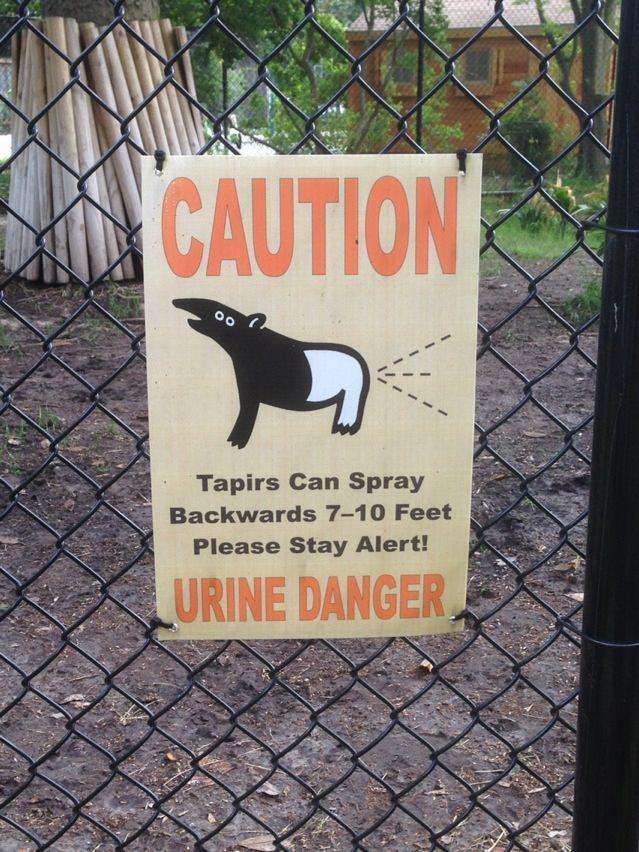 CAUTION
Tapirs Can Spray
Backwards 7–10 Feet
Please Stay Alert!
URINE DANGER